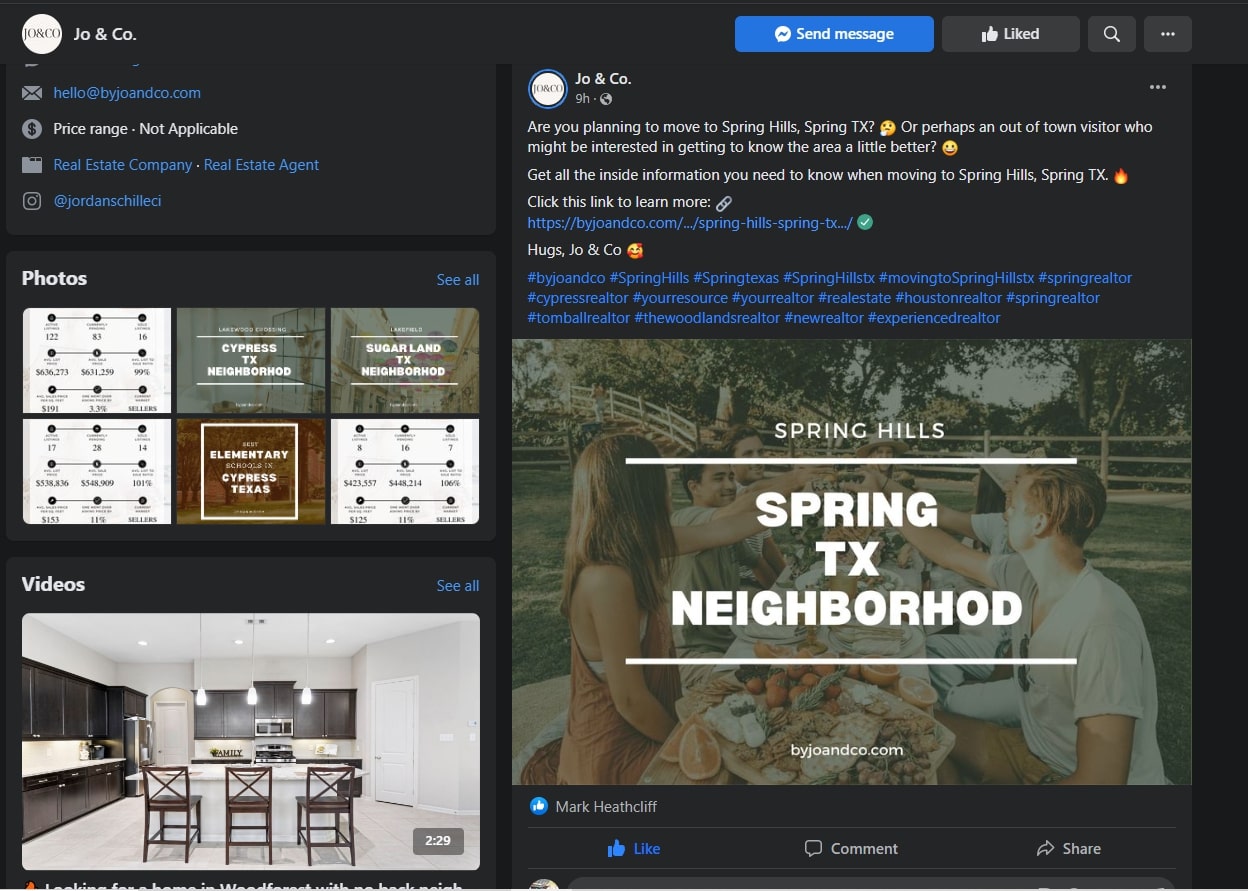 JO&CO
Jo & Co.
Send message
Liked
hello@byjoandco.com
Price range · Not Applicable
Real Estate Company · Real Estate Agent
@jordanschilleci
Photos
See all
ACTIVE LISTINGS
CURRENTLY PENDING
SOLD LISTINGS
122
83
16
AVG. LIST PRICE
AVG. SALE PRICE
AVG. LIST TO SALE RATIO
$636,273
$631,259
99%
$191
3.3%
SELLERS
LAKEWOOD CROSSING
CYPRESS
TX
NEIGHBORHOD
byjoandco.com
LAKEFIELD
SUGAR LAND
TX
NEIGHBORHOD
byjoandco.com
17
28
14
$538,836
$548,909
101%
$153
11%
SELLERS
BEST
ELEMENTARY
SCHOOLS IN
CYPRESS
TEXAS
8
16
7
$423,557
$448,214
106%
$125
11%
SELLERS
Videos
See all
FAMILY
2:29
Looking for a home in Woodforest with no back neigh
JO&CO
Jo & Co.
9h ·
Are you planning to move to Spring Hills, Spring TX? 🤔 Or perhaps an out of town visitor who
might be interested in getting to know the area a little better? 😀
Get all the inside information you need to know when moving to Spring Hills, Spring TX. 🔥
Click this link to learn more: 🔗
https://byjoandco.com/.../spring-hills-spring-tx.../ ✅
Hugs, Jo & Co 🥰
#byjoandco #SpringHills #Springtexas #SpringHillstx #movingtoSpringHillstx #springrealtor
#cypressrealtor #yourresource #yourrealtor #realestate #houstonrealtor #springrealtor
#tomballrealtor #thewoodlandsrealtor #newrealtor #experiencedrealtor
SPRING HILLS
SPRING
TX
NEIGHBORHOD
byjoandco.com
Mark Heathcliff
Like
Comment
Share